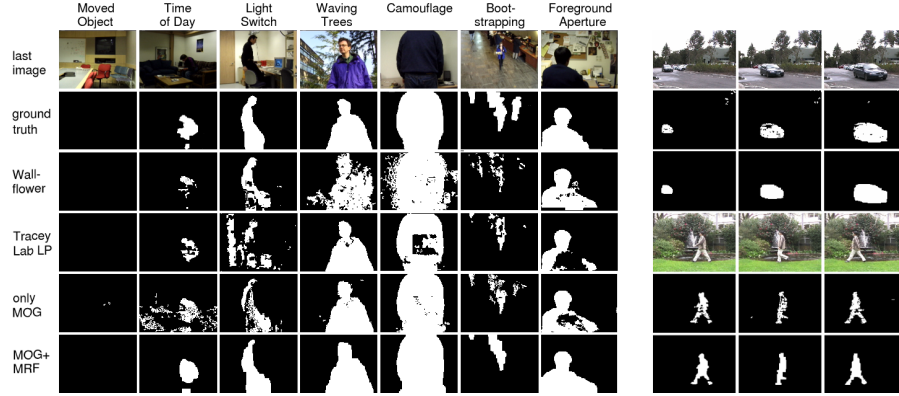 Moved
Object
Time
of Day
Light
Switch
Waving
Trees
Camouflage
Boot-
strapping
Foreground
Aperture
last
image
ground
truth
Wall-
flower
Tracey
Lab LP
only
MOG
MOG+
MRF